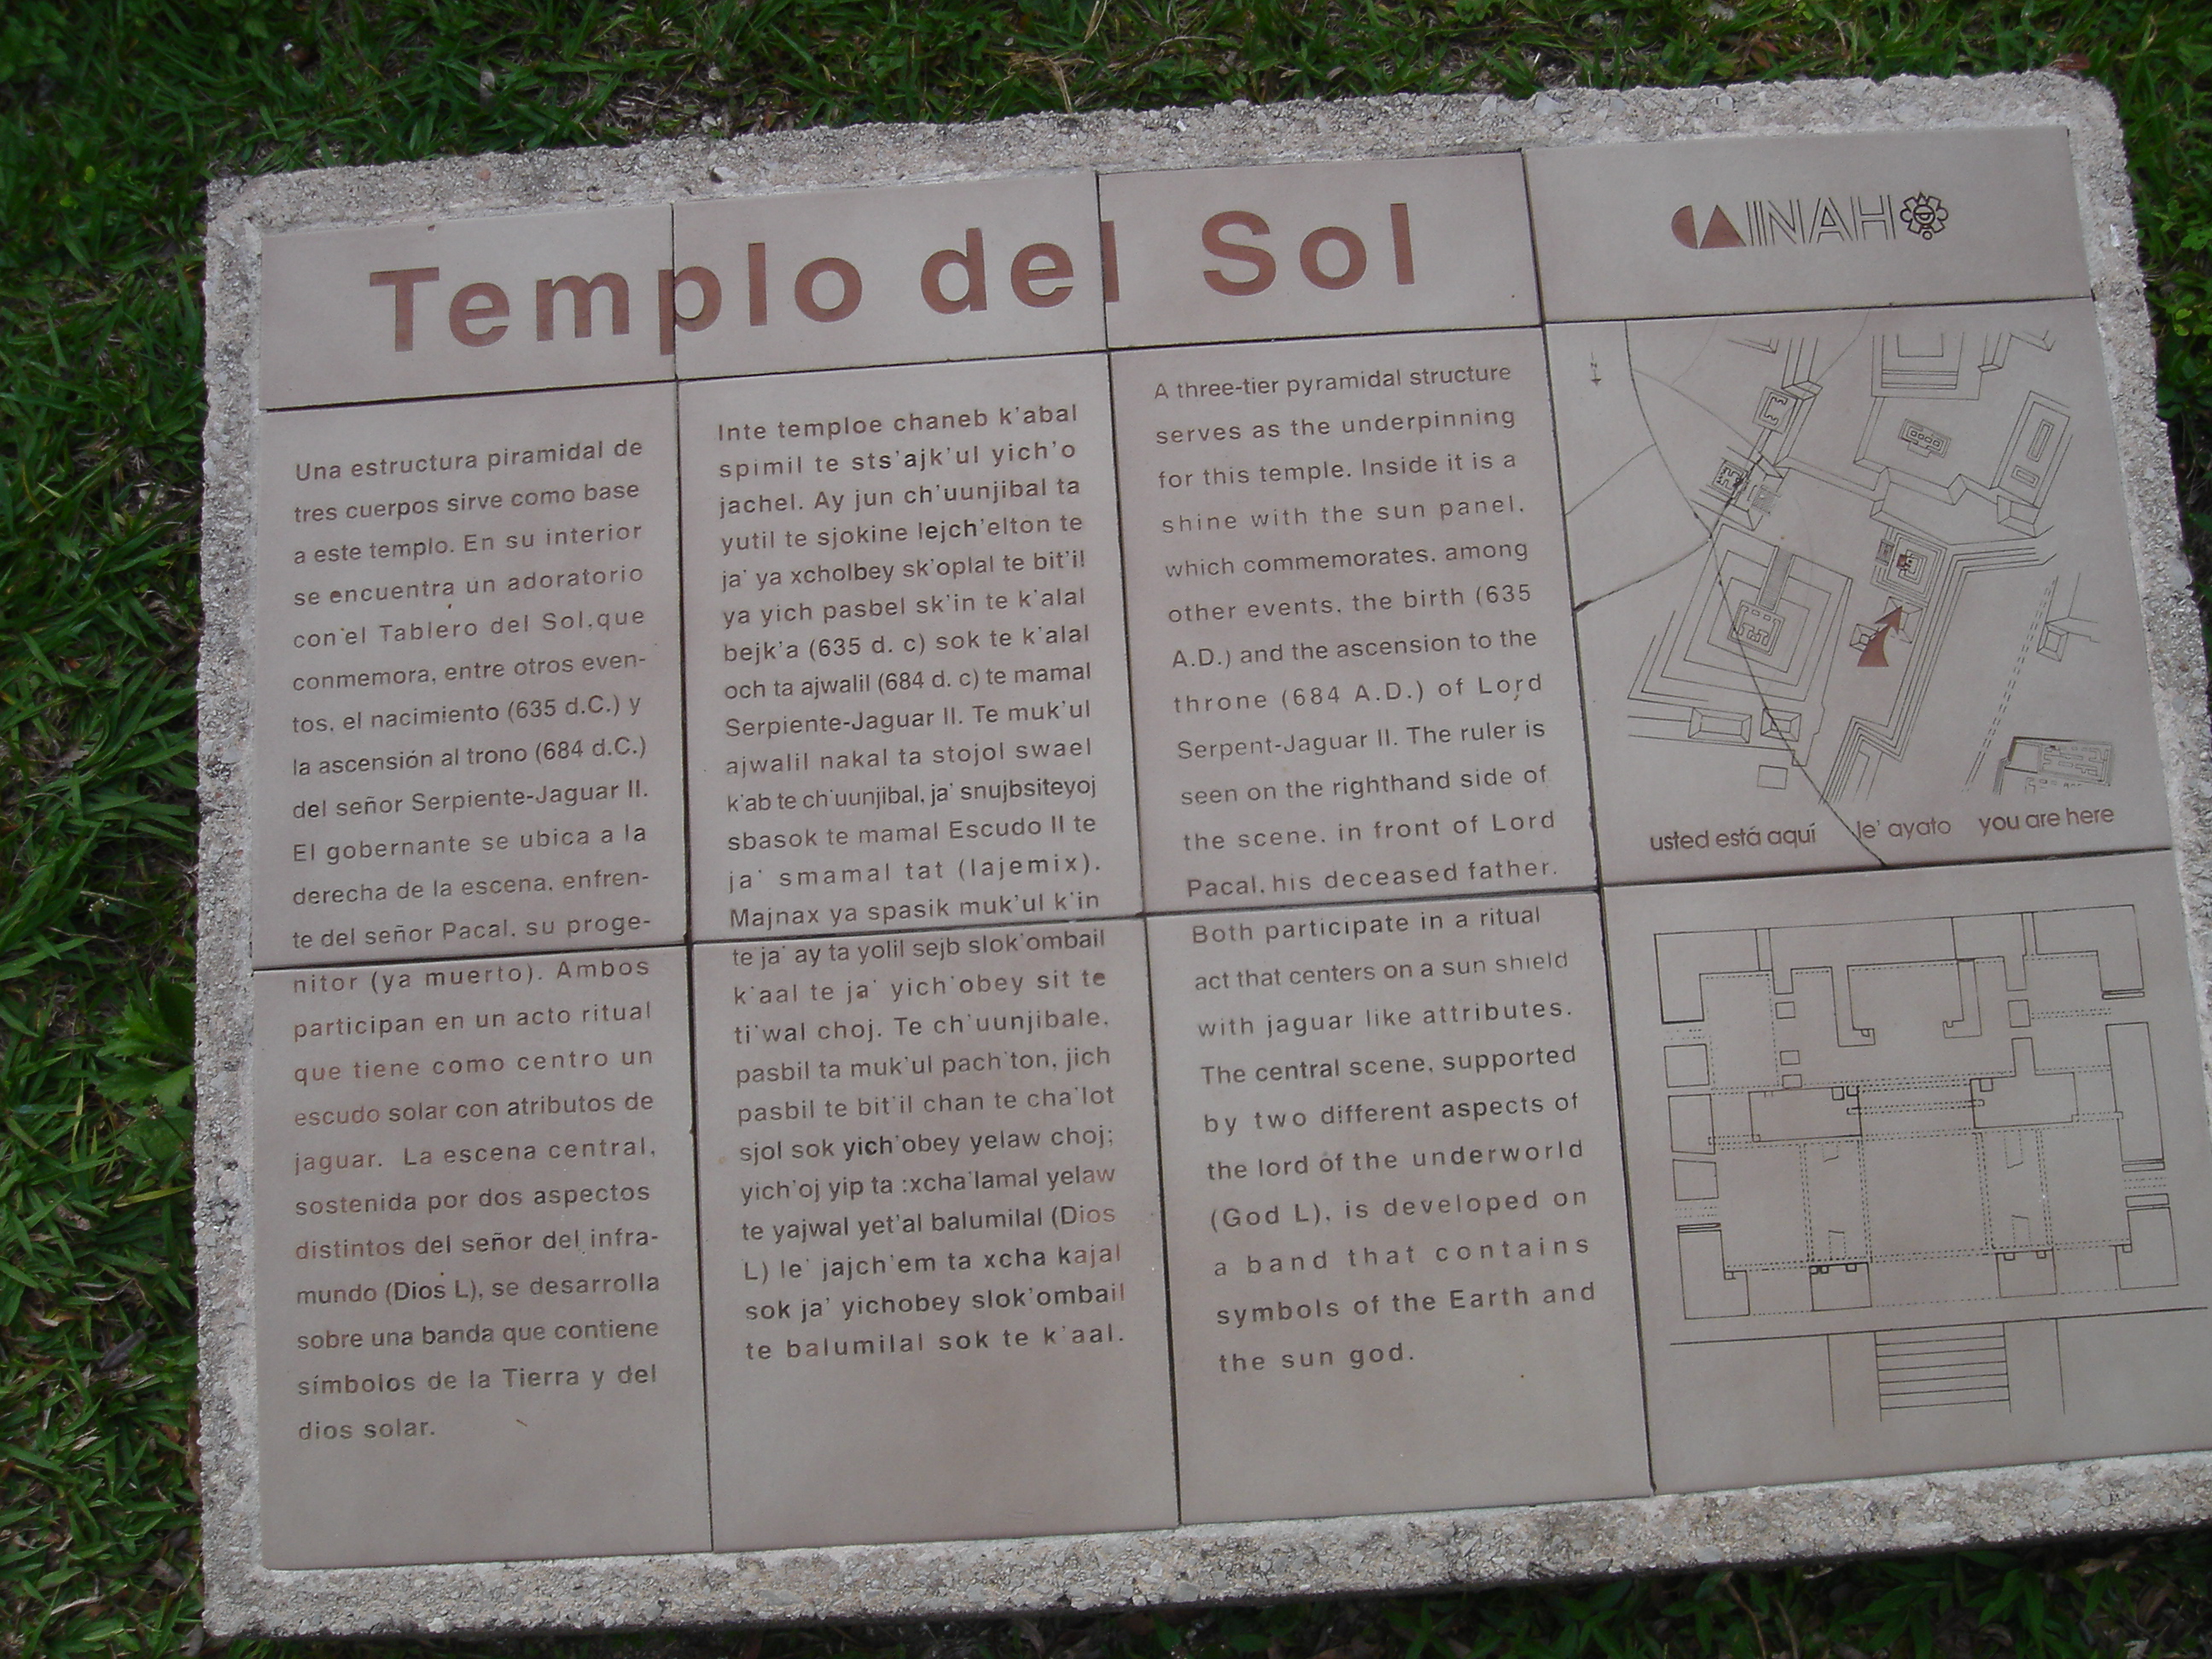 Templo del Sol
CA INAH
Una estructura piramidal de
tres cuerpos sirve como base
a este templo. En su interior
se encuentra un adoratorio
con el Tablero del Sol, que
conmemora, entre otros even-
tos, el nacimiento (635 d.C.) y
la ascensión al trono (684 d.C.)
del señor Serpiente-Jaguar II.
El gobernante se ubica a la
derecha de la escena, enfren-
te del señor Pacal, su proge-
nitor (ya muerto). Ambos
participan en un acto ritual
que tiene como centro un
escudo solar con atributos de
jaguar. La escena central,
sostenida por dos aspectos
distintos del señor del infra-
mundo (Dios L), se desarrolla
sobre una banda que contiene
símbolos de la Tierra y del
dios solar.
Inte temploe chaneb k'abal
spimil te sts'ajk'ul yich'o
jachel. Ay jun ch'uunjibal ta
yutil te sjokine lejch'elton te
ja' ya xcholbey sk'oplal te bit'il
ya yich pasbel sk'in te k'alal
bejk'a (635 d. c) sok te k'alal
och ta ajwalil (684 d. c) te mamal
Serpiente-Jaguar II. Te muk'ul
ajwalil nakal ta stojol swael
k'ab te ch'uunjibal, ja' snujbsiteyoj
sbasok te mamal Escudo II te
ja' smamal tat (lajemix).
Majnax ya spasik muk'ul k'in
te ja' ay ta yolil sejb slok'ombail
k'aal te ja' yich'obey sit te
ti'wal choj. Te ch'uunjibale,
pasbil ta muk'ul pach'ton, jich
pasbil te bit'il chan te cha'lot
sjol sok yich'obey yelaw choj;
yich'oj yip ta :xcha'lamal yelaw
te yajwal yet'al balumilal (Dios
L) le' jajch'em ta xcha kajal
sok ja' yichobey slok'ombail
te balumilal sok te k'aal.
A three-tier pyramidal structure
serves as the underpinning
for this temple. Inside it is a
shine with the sun panel,
which commemorates, among
other events, the birth (635
A.D.) and the ascension to the
throne (684 A.D.) of Lord
Serpent-Jaguar II. The ruler is
seen on the righthand side of
the scene, in front of Lord
Pacal, his deceased father.
Both participate in a ritual
act that centers on a sun shield
with jaguar like attributes.
The central scene, supported
by two different aspects of
the lord of the underworld
(God L), is developed on
a band that contains
symbols of the Earth and
the sun god.
usted está aquí le' ayato you are here